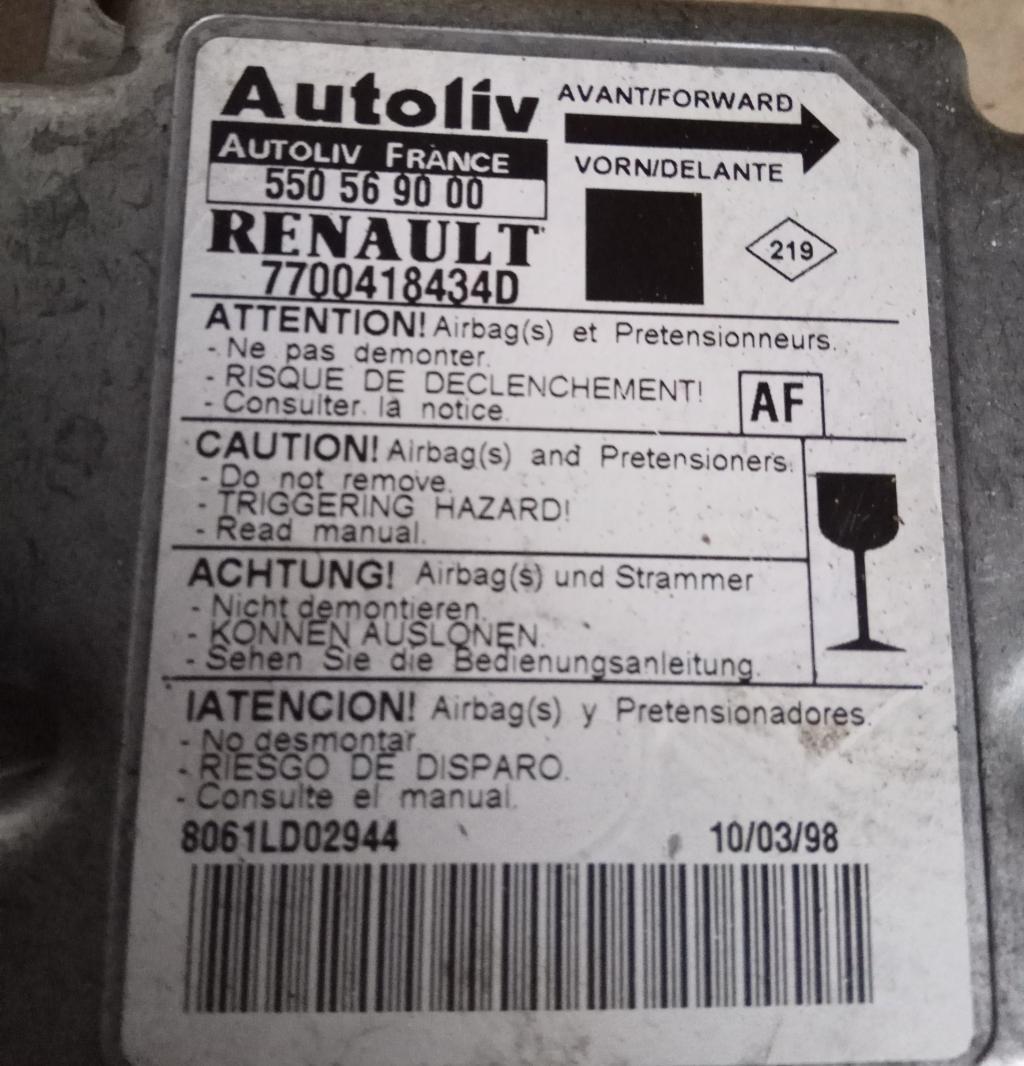 Autoliv
AUTOLIV FRANCE
550 56 90 00
RENAULT
7700418434D
AVANT/FORWARD
VORN/DELANTE
219
ATTENTION! Airbag(s) et Pretensionneurs.
- Ne pas demonter.
- RISQUE DE DECLENCHEMENT!
- Consulter la notice.
AF
CAUTION! Airbag(s) and Pretensioners.
- Do not remove.
- TRIGGERING HAZARD!
- Read manual.
ACHTUNG! Airbag(s) und Strammer
- Nicht demontieren.
- KONNEN AUSLONEN.
- Sehen Sie die Bedienungsanleitung.
IATENCION! Airbag(s) y Pretensionadores.
- No desmontar.
- RIESGO DE DISPARO.
- Consulte el manual.
8061LD02944
10/03/98